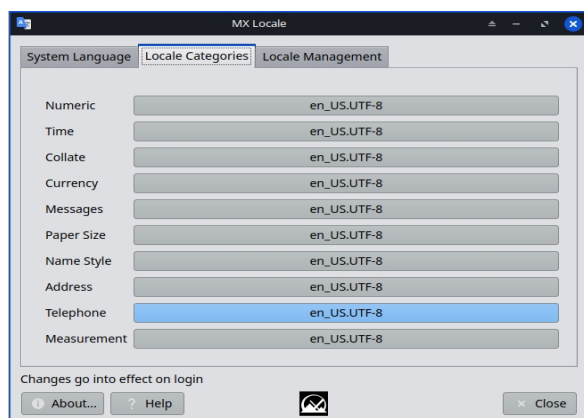 MX Locale
System Language Locale Categories Locale Management
Numeric en_US.UTF-8
Time en_US.UTF-8
Collate en_US.UTF-8
Currency en_US.UTF-8
Messages en_US.UTF-8
Paper Size en_US.UTF-8
Name Style en_US.UTF-8
Address en_US.UTF-8
Telephone en_US.UTF-8
Measurement en_US.UTF-8
Changes go into effect on login
About... ? Help × Close